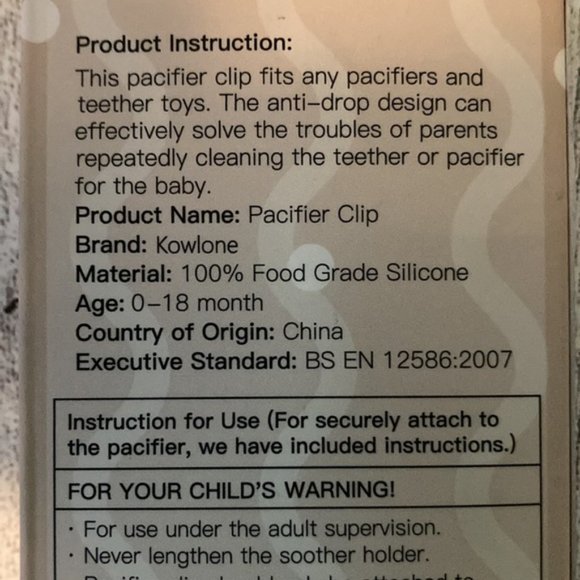 Product Instruction:
This pacifier clip fits any pacifiers and
teether toys. The anti-drop design can
effectively solve the troubles of parents
repeatedly cleaning the teether or pacifier
for the baby.
Product Name: Pacifier Clip
Brand: Kowlone
Material: 100% Food Grade Silicone
Age: 0-18 month
Country of Origin: China
Executive Standard: BS EN 12586:2007
Instruction for Use (For securely attach to
the pacifier, we have included instructions.)
FOR YOUR CHILD'S WARNING!
· For use under the adult supervision.
· Never lengthen the soother holder.